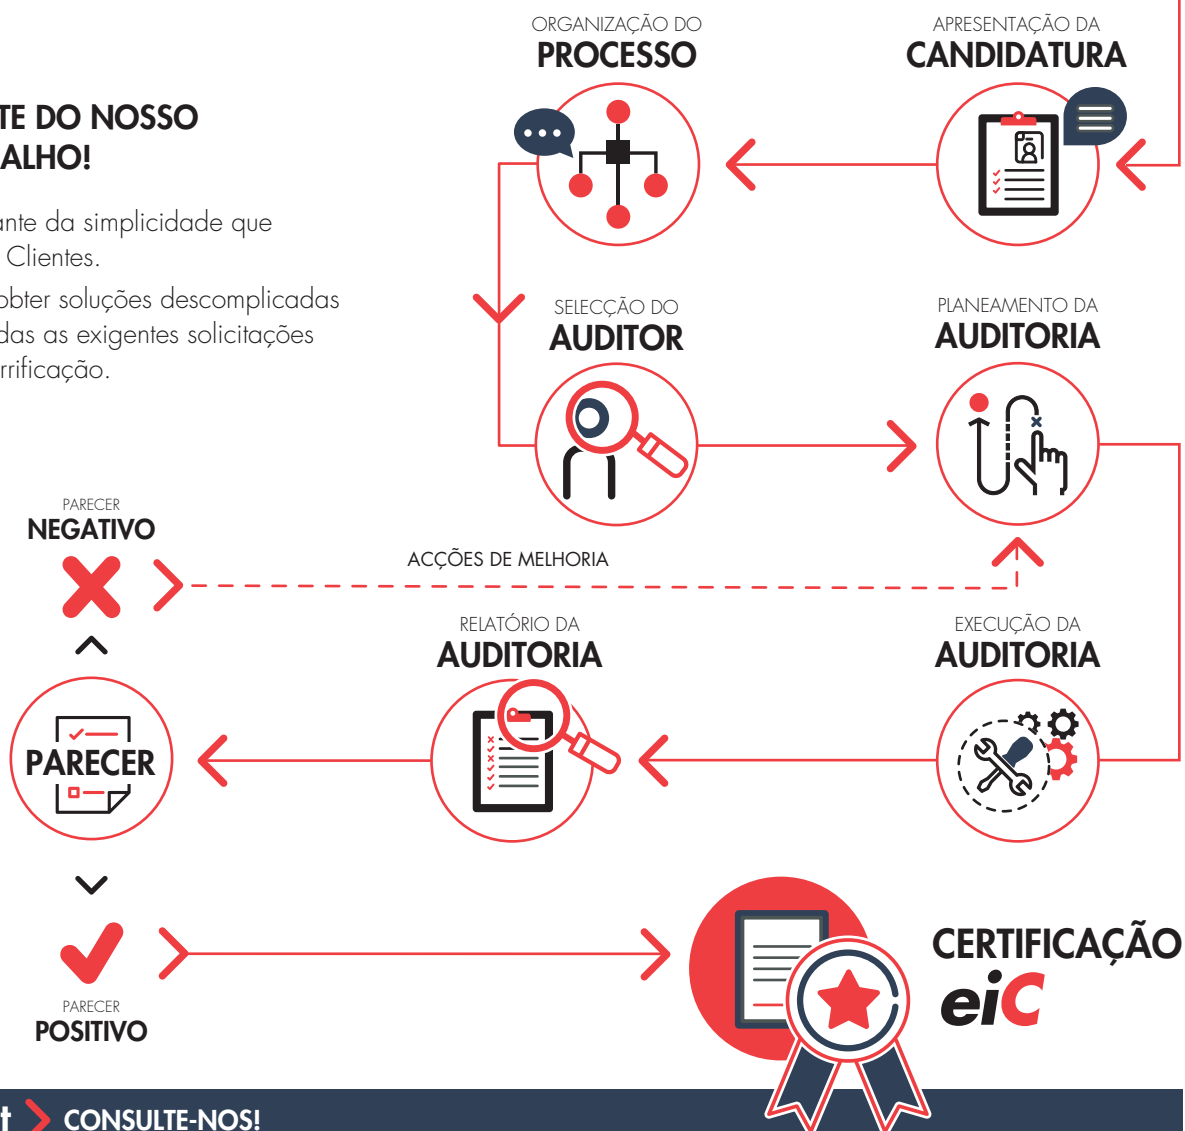 ORGANIZAÇÃO DO
PROCESSO
APRESENTAÇÃO DA
CANDIDATURA
TE DO NOSSO
ALHO!
ante da simplicidade que
Clientes.
obter soluções descomplicadas
das as exigentes solicitações
rrificação.
SELECÇÃO DO
AUDITOR
PLANEAMENTO DA
AUDITORIA
PARECER
NEGATIVO
ACÇÕES DE MELHORIA
RELATÓRIO DA
AUDITORIA
EXECUÇÃO DA
AUDITORIA
PARECER
PARECER
POSITIVO
CERTIFICAÇÃO
eiC
t CONSULTE-NOS!